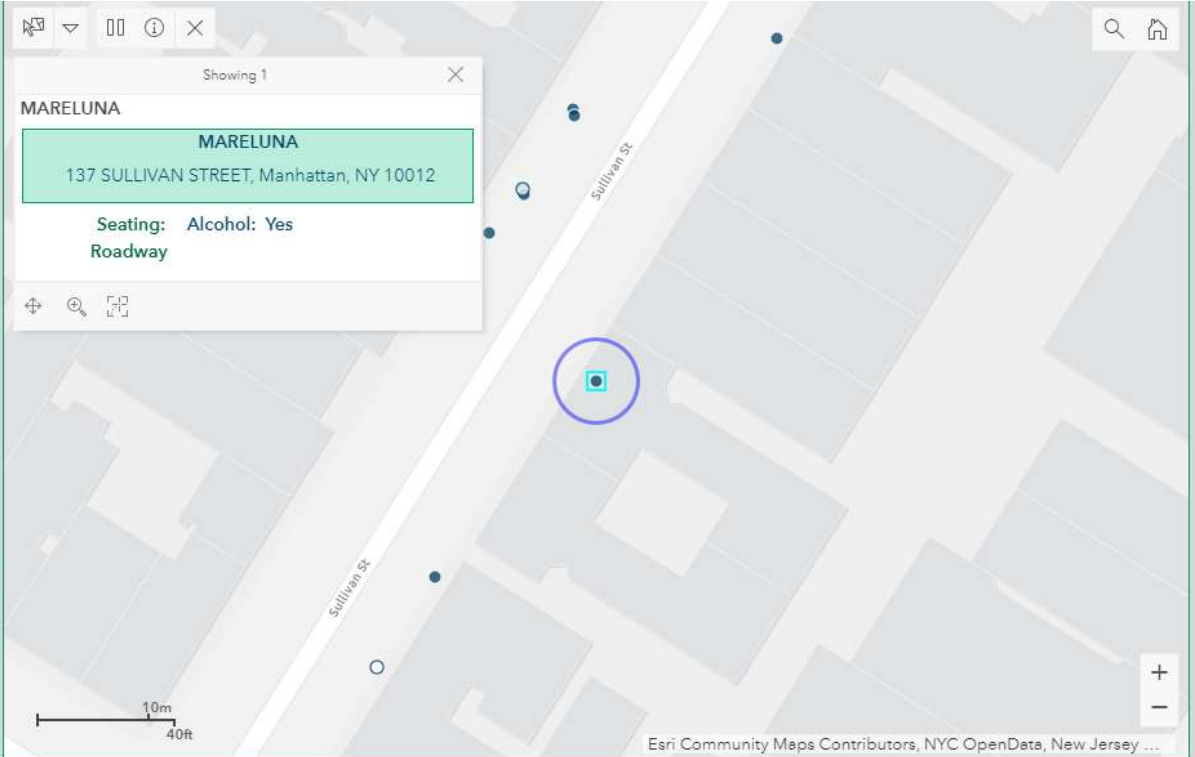 Showing 1
MARELUNA
MARELUNA
137 SULLIVAN STREET, Manhattan, NY 10012
Seating: Alcohol: Yes
Roadway
Sullivan St
Sullivan St
10m
40ft
Esri Community Maps Contributors, NYC OpenData, New Jersey ...